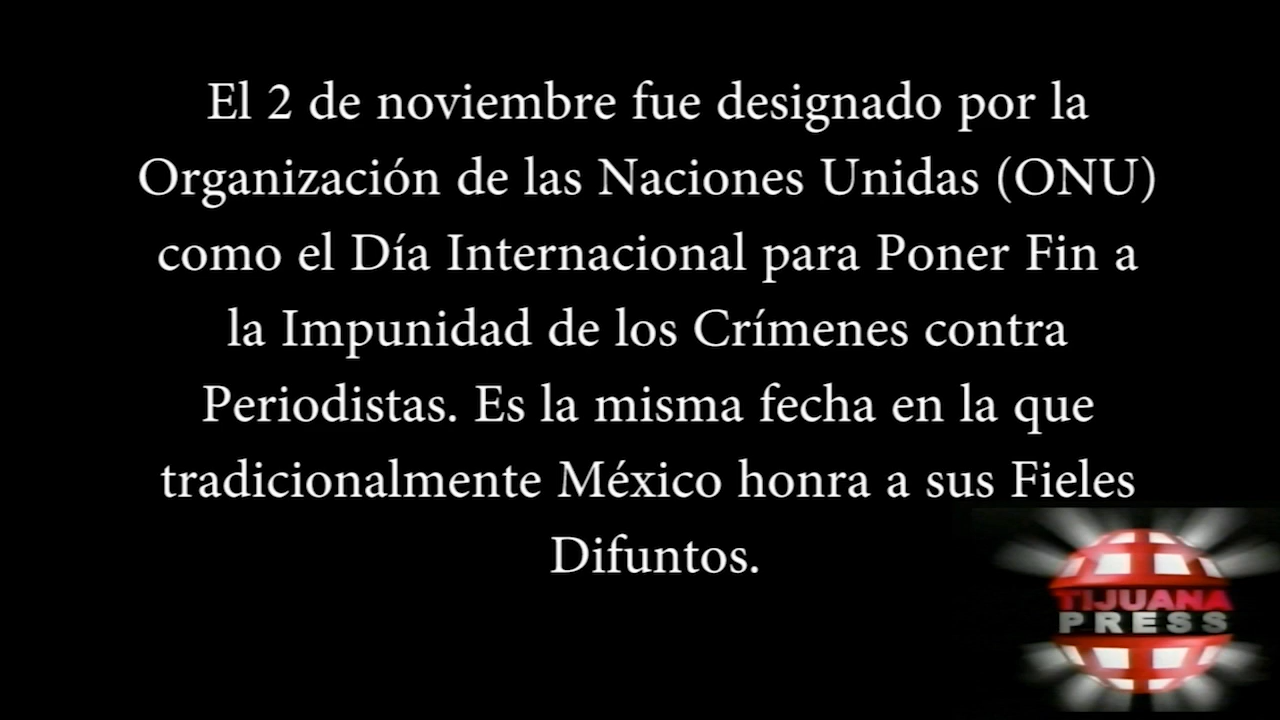 El 2 de noviembre fue designado por la
Organización de las Naciones Unidas (ONU)
como el Día Internacional para Poner Fin a
la Impunidad de los Crímenes contra
Periodistas. Es la misma fecha en la que
tradicionalmente México honra a sus Fieles
Difuntos.
TIJUANA
PRESS